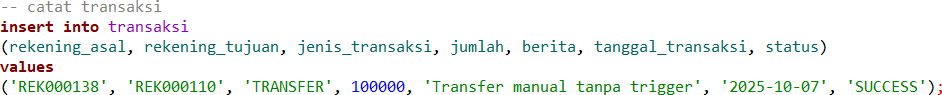 -- catat transaksi
insert into transaksi
(rekening_asal, rekening_tujuan, jenis_transaksi, jumlah, berita, tanggal_transaksi, status)
values
('REK000138', 'REK000110', 'TRANSFER', 100000, 'Transfer manual tanpa trigger', '2025-10-07', 'SUCCESS');